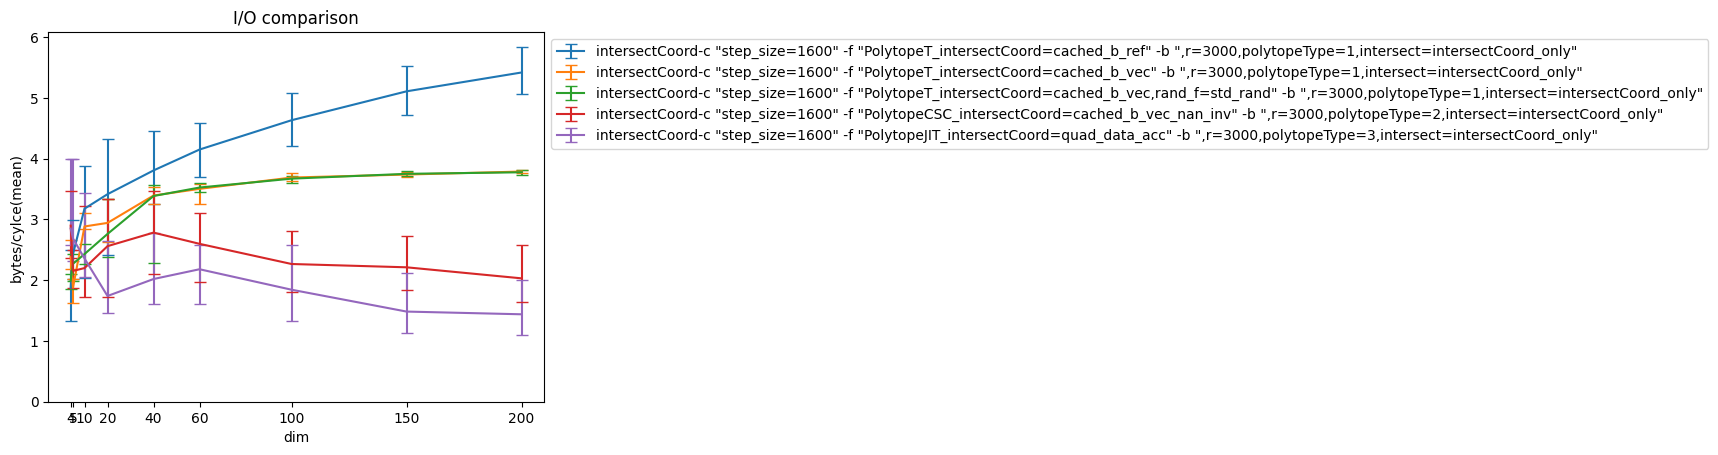 I/O comparison
bytes/cylce(mean)
6
5
4
3
2
1
0
4 5 10 20 40 60 100 150 200
dim
intersectCoord-c "step_size=1600" -f "PolytopeT_intersectCoord=cached_b_ref" -b ",r=3000,polytopeType=1,intersect=intersectCoord_only"
intersectCoord-c "step_size=1600" -f "PolytopeT_intersectCoord=cached_b_vec" -b ",r=3000,polytopeType=1,intersect=intersectCoord_only"
intersectCoord-c "step_size=1600" -f "PolytopeT_intersectCoord=cached_b_vec,rand_f=std_rand" -b ",r=3000,polytopeType=1,intersect=intersectCoord_only"
intersectCoord-c "step_size=1600" -f "PolytopeCSC_intersectCoord=cached_b_vec_nan_inv" -b ",r=3000,polytopeType=2,intersect=intersectCoord_only"
intersectCoord-c "step_size=1600" -f "PolytopeJIT_intersectCoord=quad_data_acc" -b ",r=3000,polytopeType=3,intersect=intersectCoord_only"